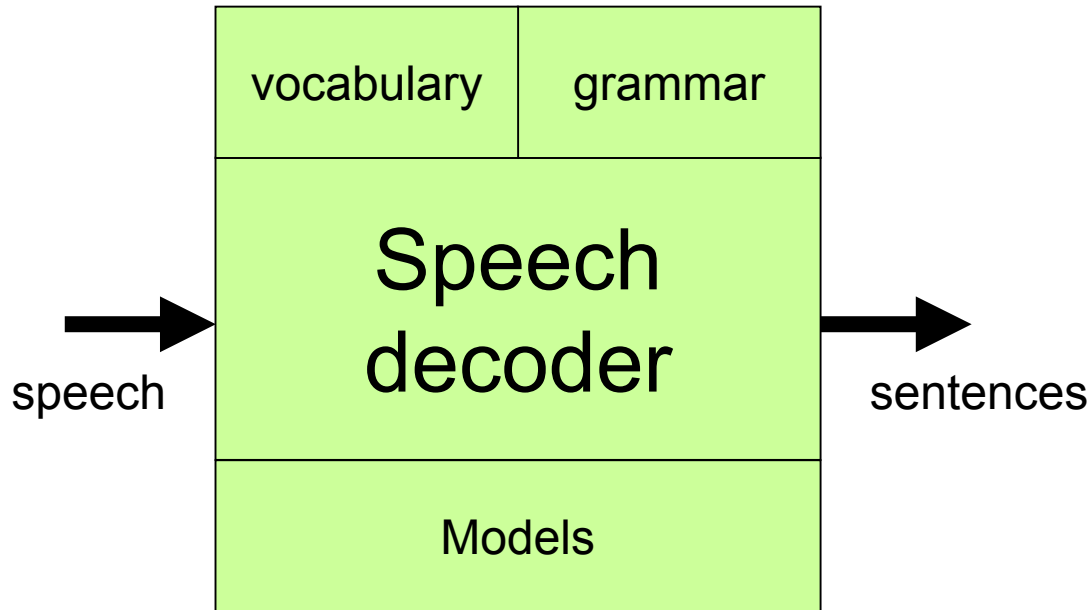 vocabulary
grammar
Speech
decoder
speech
sentences
Models